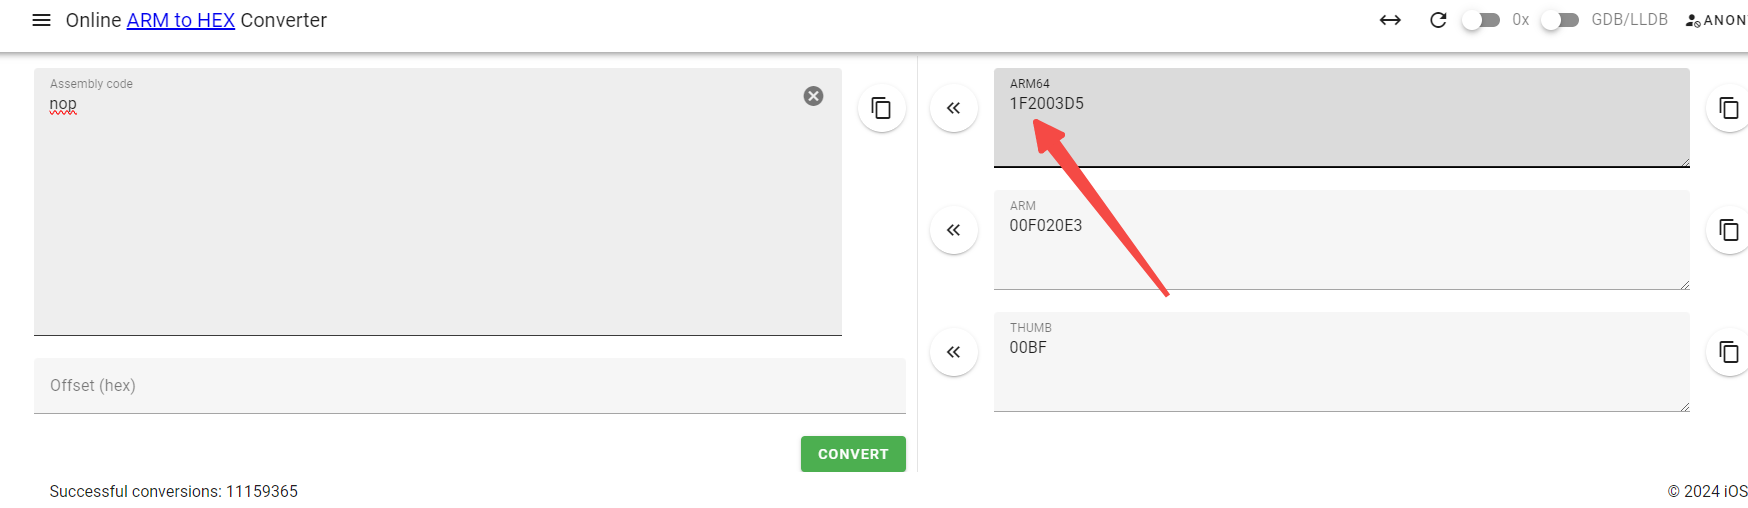 Online ARM to HEX Converter
0x
GDB/LLDB
ANON
Assembly code
nop
Offset (hex)
CONVERT
Successful conversions: 11159365
ARM64
1F2003D5
ARM
00F020E3
THUMB
00BF
© 2024 iOS